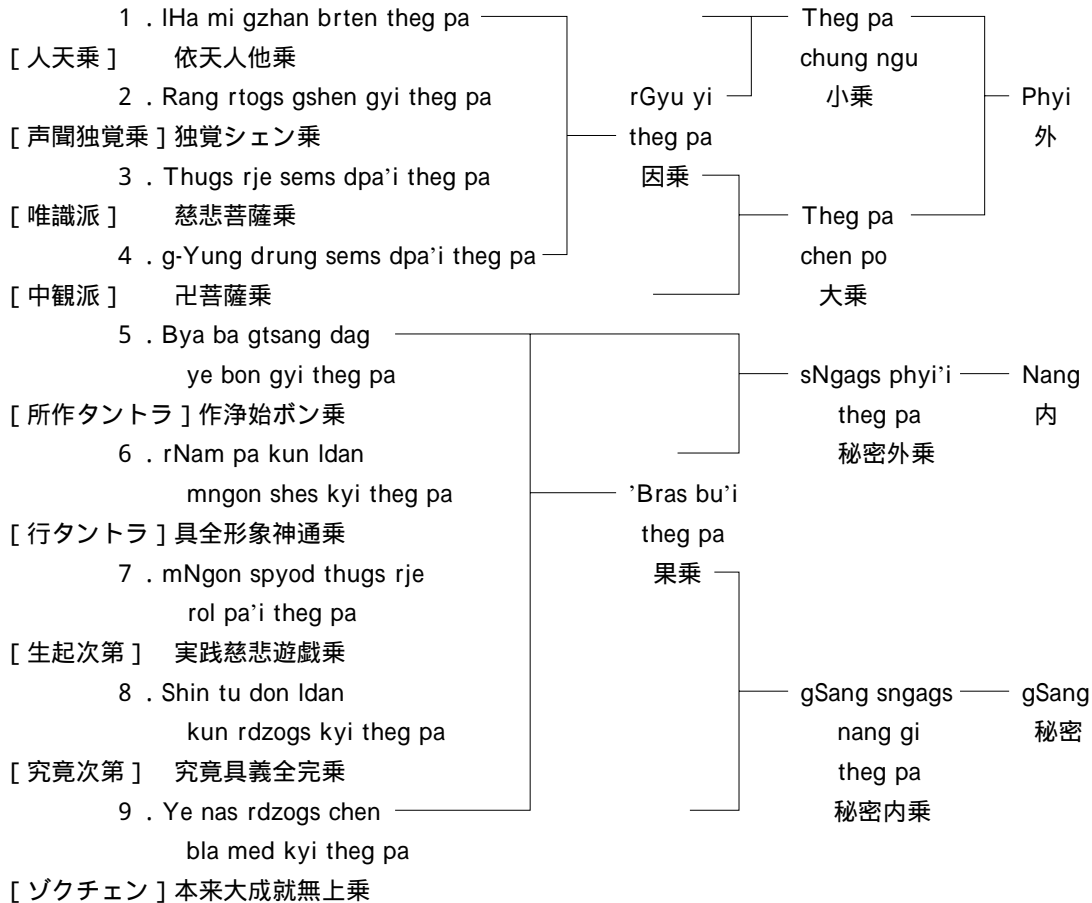 1 . lHa mi gzhan brten theg pa Theg pa
[ 人天乗 ] 依天人他乗 chung ngu
2 . Rang rtogs gshen gyi theg pa rGyu yi 小乗 Phyi
[ 声聞独覚乗 ] 独覚シェン乗 theg pa 外
3 . Thugs rje sems dpa'i theg pa 因乗
[ 唯識派 ] 慈悲菩薩乗 Theg pa
4 . g-Yung drung sems dpa'i theg pa chen po
[ 中観派 ] 卍菩薩乗 大乗
5 . Bya ba gtsang dag
ye bon gyi theg pa sNgags phyi'i Nang
[ 所作タントラ ] 作浄始ボン乗 theg pa 内
6 . rNam pa kun ldan 秘密外乗
mngon shes kyi theg pa 'Bras bu'i
[ 行タントラ ] 具全形象神通乗 theg pa
7 . mNgon spyod thugs rje 果乗
rol pa'i theg pa
[ 生起次第 ] 実践慈悲遊戯乗
8 . Shin tu don ldan gSang sngags gSang
kun rdzogs kyi theg pa nang gi 秘密
[ 究竟次第 ] 究竟具義全完乗 theg pa
9 . Ye nas rdzogs chen 秘密内乗
bla med kyi theg pa
[ ゾクチェン ] 本来大成就無上乗